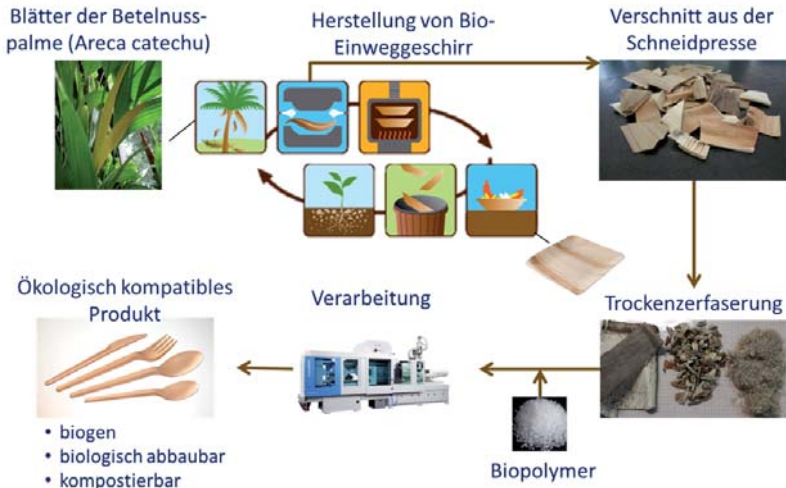 Blätter der Betelnuss-
palme (Areca catechu)
Herstellung von Bio-
Einweggeschirr
Verschnitt aus der
Schneidpresse
Ökologisch kompatibles
Produkt
Verarbeitung
Trockenzerfaserung
• biogen
• biologisch abbaubar
• kompostierbar
Biopolymer